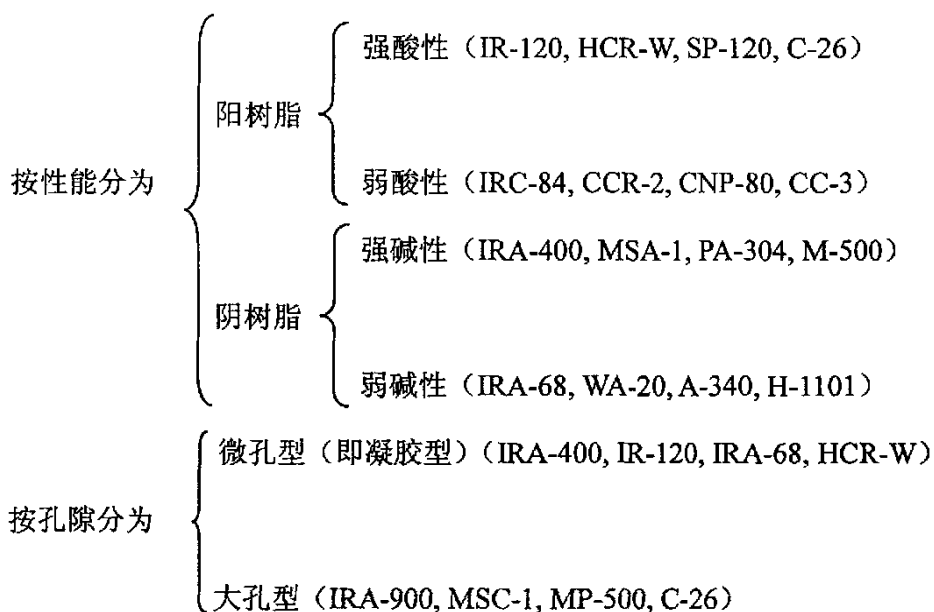 强酸性（IR-120, HCR-W, SP-120, C-26）
阳树脂
弱酸性（IRC-84, CCR-2, CNP-80, CC-3）
按性能分为
强碱性（IRA-400, MSA-1, PA-304, M-500）
阴树脂
弱碱性（IRA-68, WA-20, A-340, H-1101）
微孔型（即凝胶型）（IRA-400, IR-120, IRA-68, HCR-W）
按孔隙分为
大孔型（IRA-900, MSC-1, MP-500, C-26）